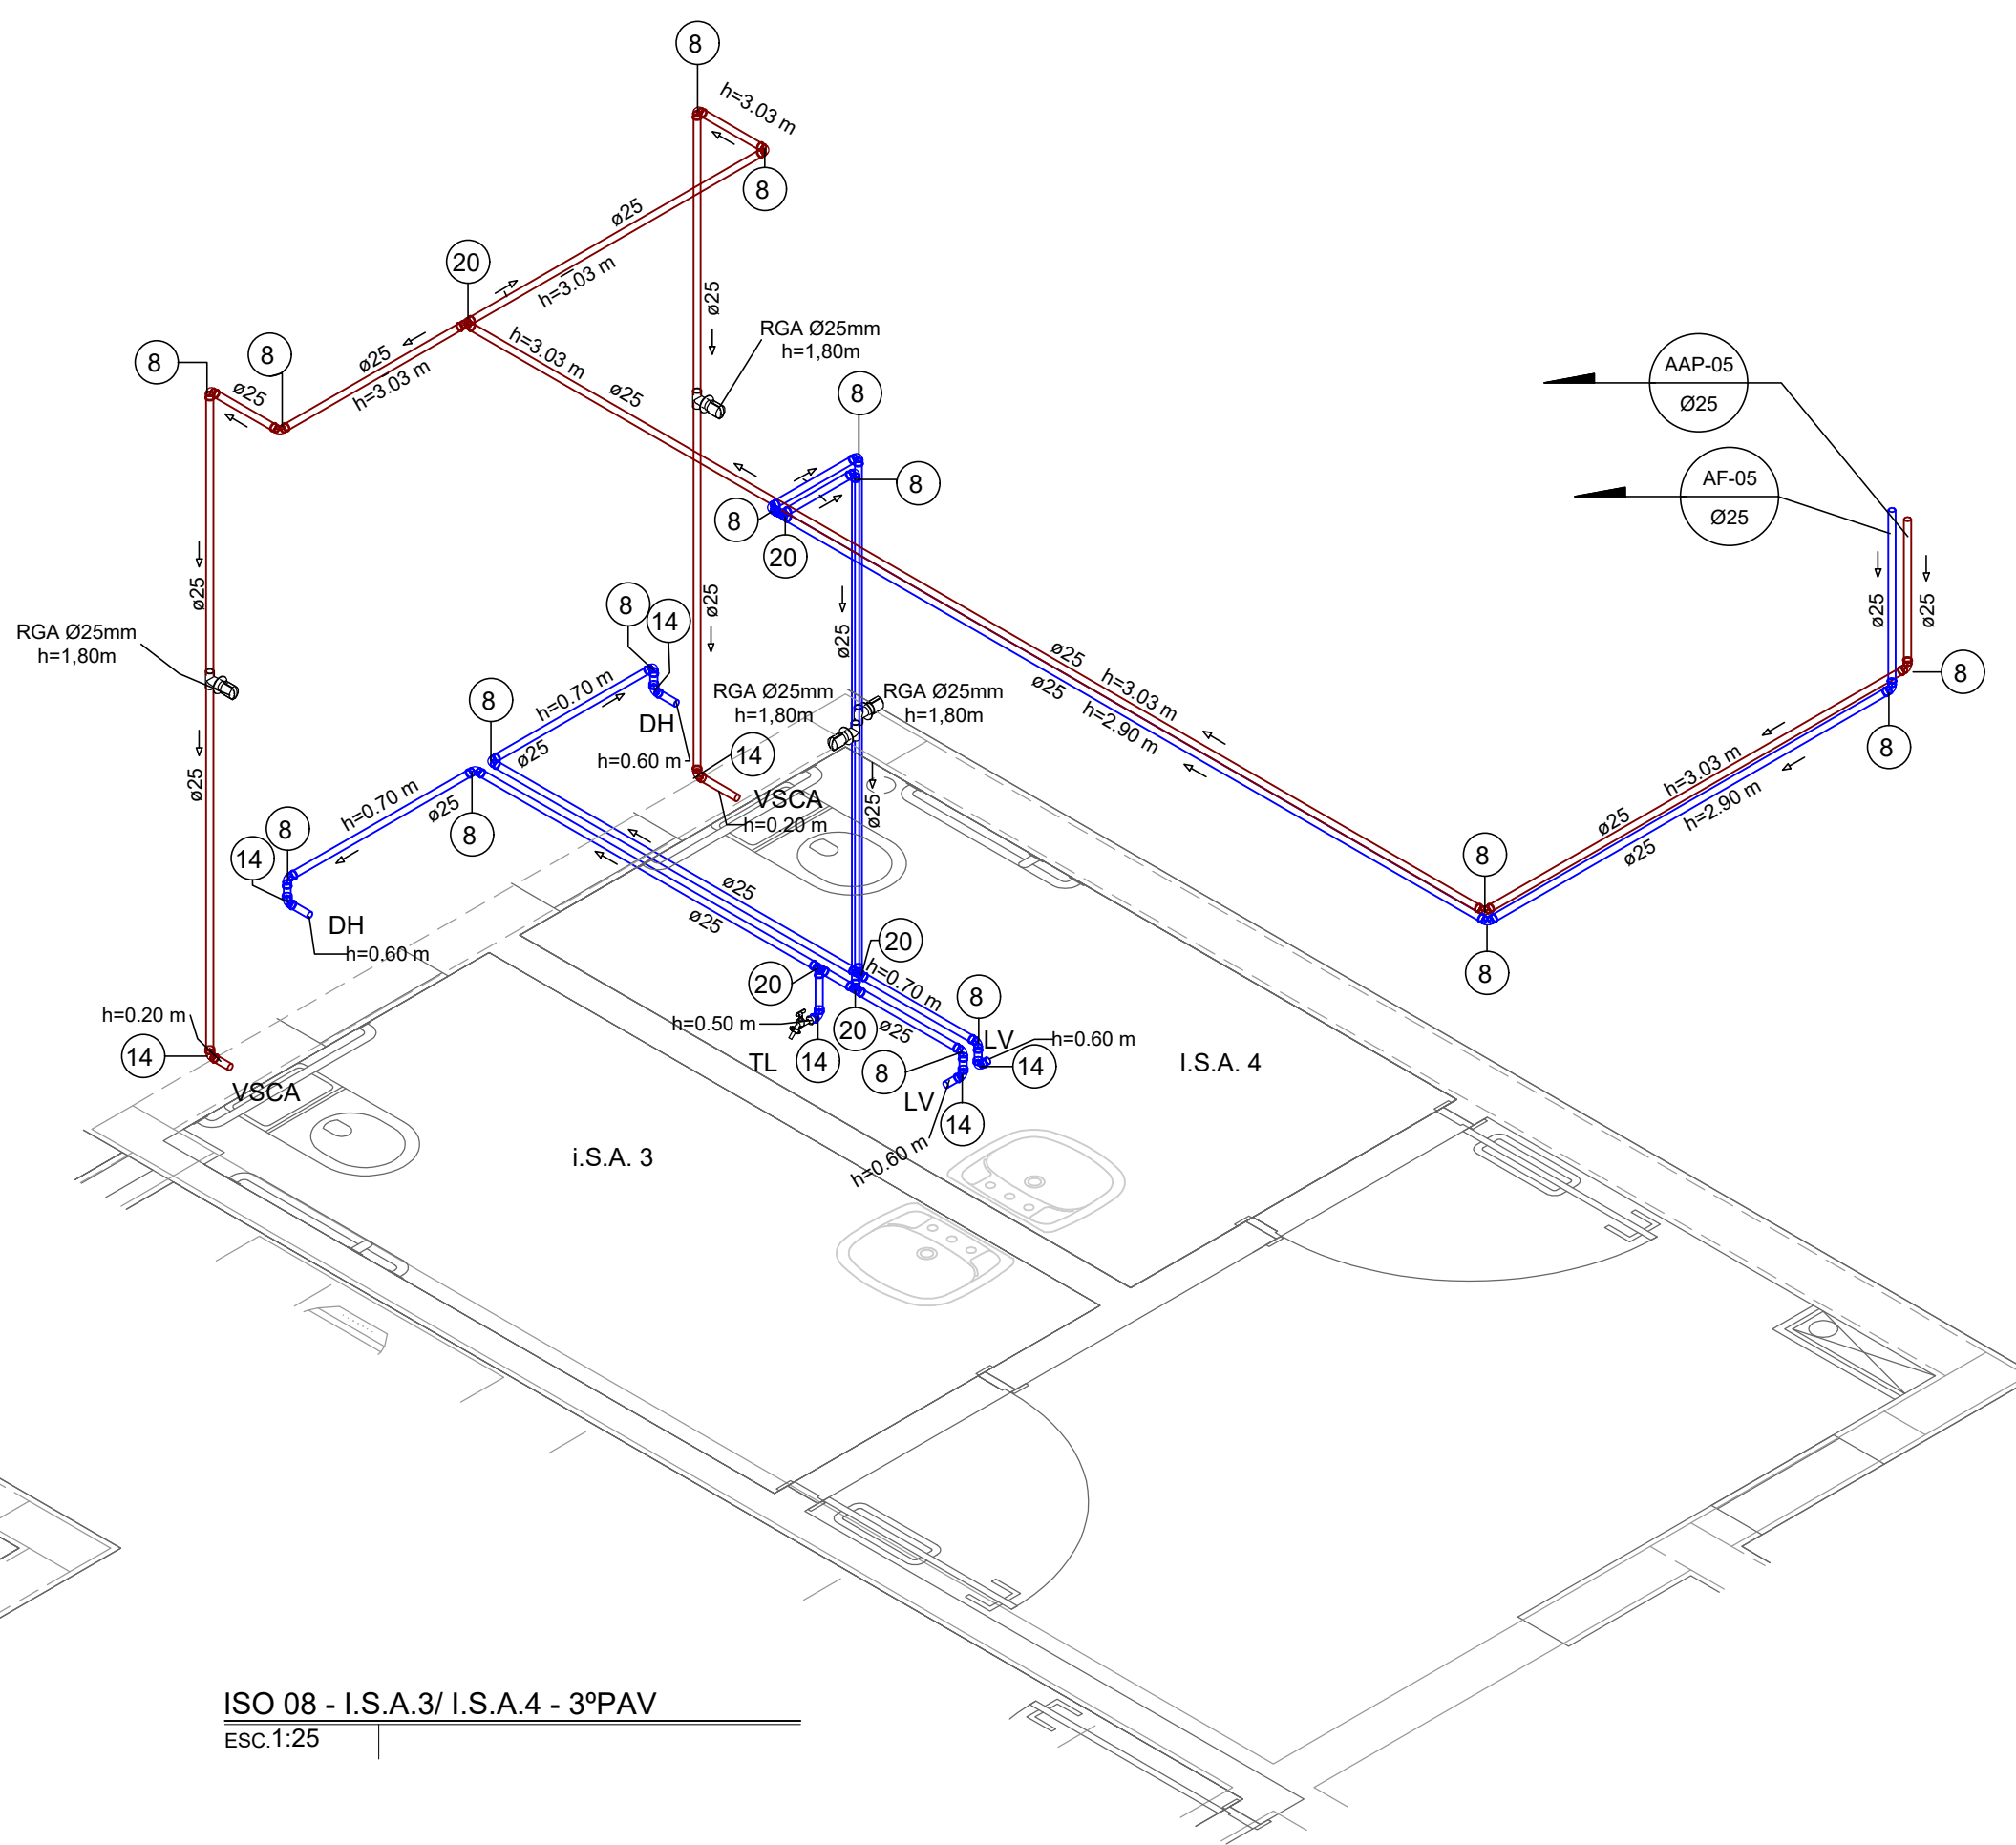 8
h=3.03 m
8
ø25
20
h=3.03 m
ø25
RGA Ø25mm
h=1,80m
8
8
ø25
h=3.03 m
ø25
h=3.03 m
ø25
AAP-05
Ø25
8
AF-05
Ø25
8
8
20
ø25
ø25
8
14
ø25
ø25
ø25
ø25
RGA Ø25mm
h=1,80m
ø25
h=3.03 m
ø25
h=2.90 m
8
8
h=0.70 m
DH
RGA Ø25mm
h=1,80m
RGA Ø25mm
h=1,80m
8
ø25
h=0.60 m
14
h=3.03 m
h=2.90 m
ø25
ø25
ø25
VSCA
h=0.20 m
ø25
h=0.70 m
ø25
8
8
14
8
8
DH
h=0.60 m
ø25
ø25
20
h=0.70 m
20
8
h=0.20 m
14
h=0.50 m
20
ø25
LV
h=0.60 m
TL
14
8
14
I.S.A. 4
VSCA
LV
14
h=0.60 m
i.S.A. 3
ISO 08 - I.S.A.3/ I.S.A.4 - 3ºPAV
ESC.1:25